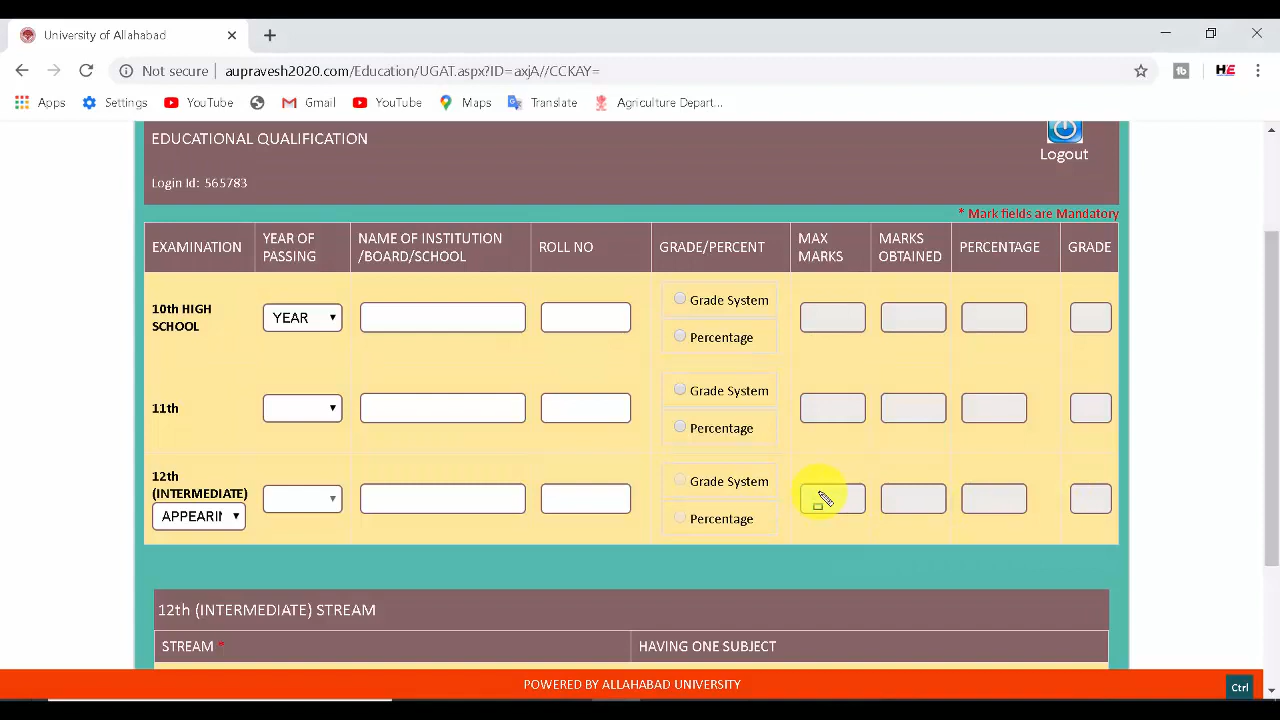 University of Allahabad
Not secure
aupravesh2020.com/Education/UGAT.aspx?ID=axjA//CCKAY=
H=
Apps
Settings
YouTube
Gmail
YouTube
Maps
Translate
Agriculture Depart...
EDUCATIONAL QUALIFICATION
Logout
Login Id: 565783
* Mark fields are Mandatory
EXAMINATION
YEAR OF
PASSING
NAME OF INSTITUTION
/BOARD/SCHOOL
ROLL NO
GRADE/PERCENT
MAX
MARKS
MARKS
OBTAINED
PERCENTAGE
GRADE
10th HIGH
SCHOOL
YEAR
Grade System
Percentage
11th
Grade System
Percentage
12th
(INTERMEDIATE)
APPEARIN
Grade System
Percentage
12th (INTERMEDIATE) STREAM
STREAM *
HAVING ONE SUBJECT
POWERED BY ALLAHABAD UNIVERSITY
Ctrl